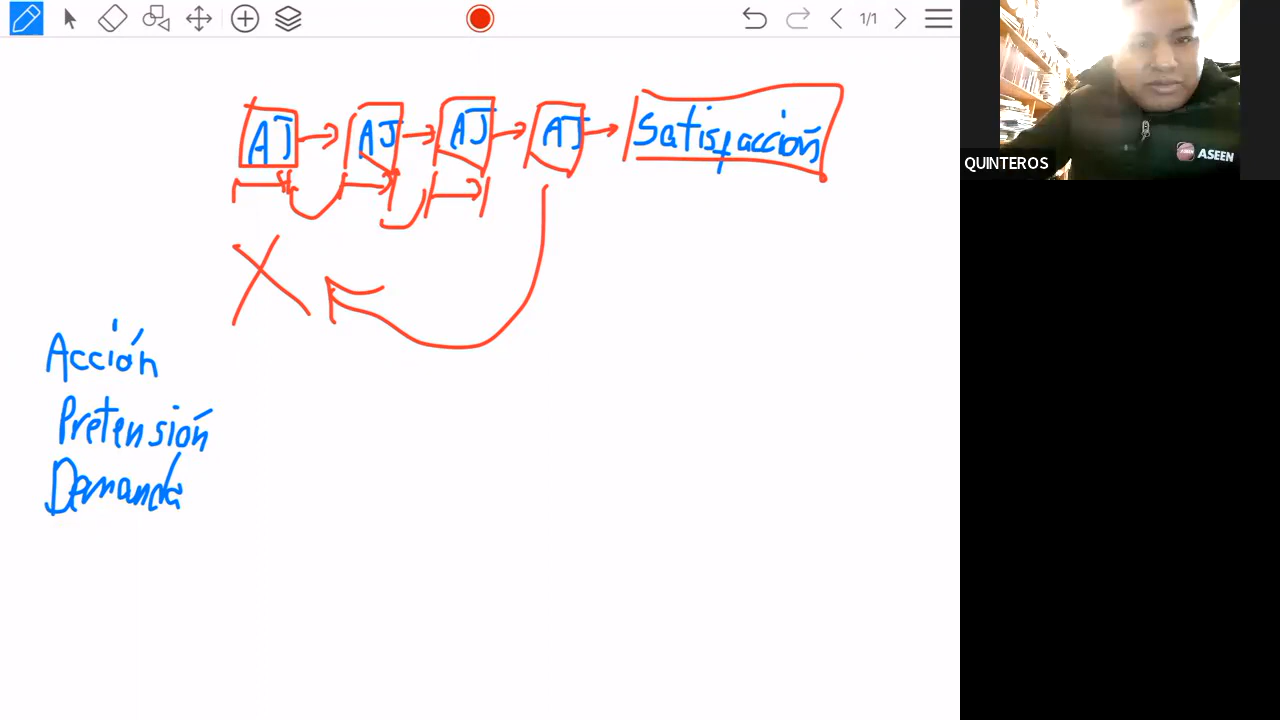 1/1
AJ AJ AJ AJ Satisfacción
Acción
Pretensión
Demanda
QUINTEROS
ASEEN